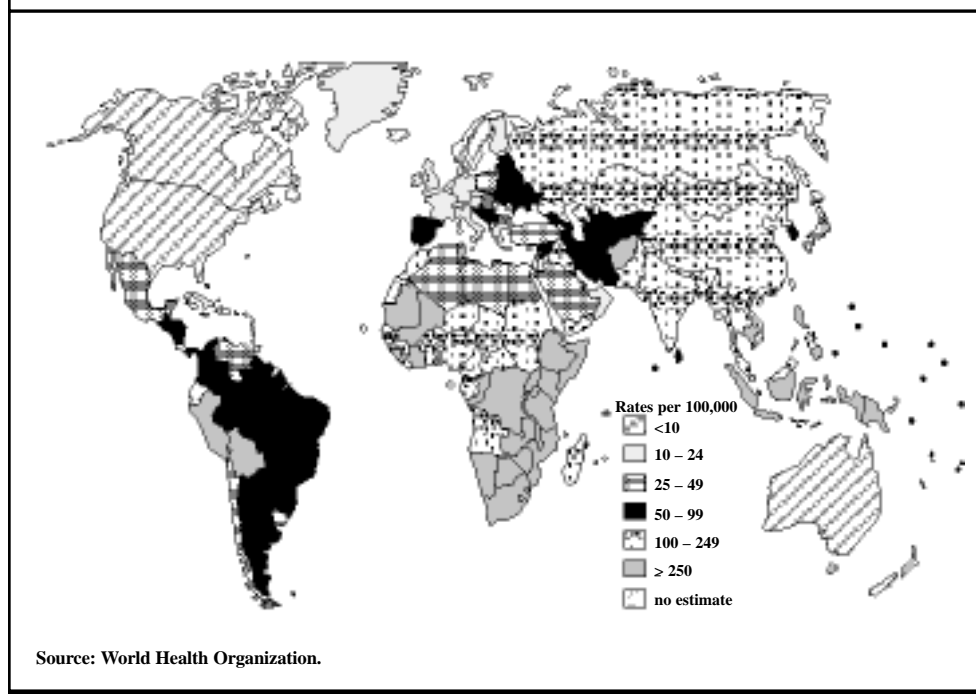 Rates per 100,000
<10
10 – 24
25 – 49
50 – 99
100 – 249
≥ 250
no estimate
Source: World Health Organization.